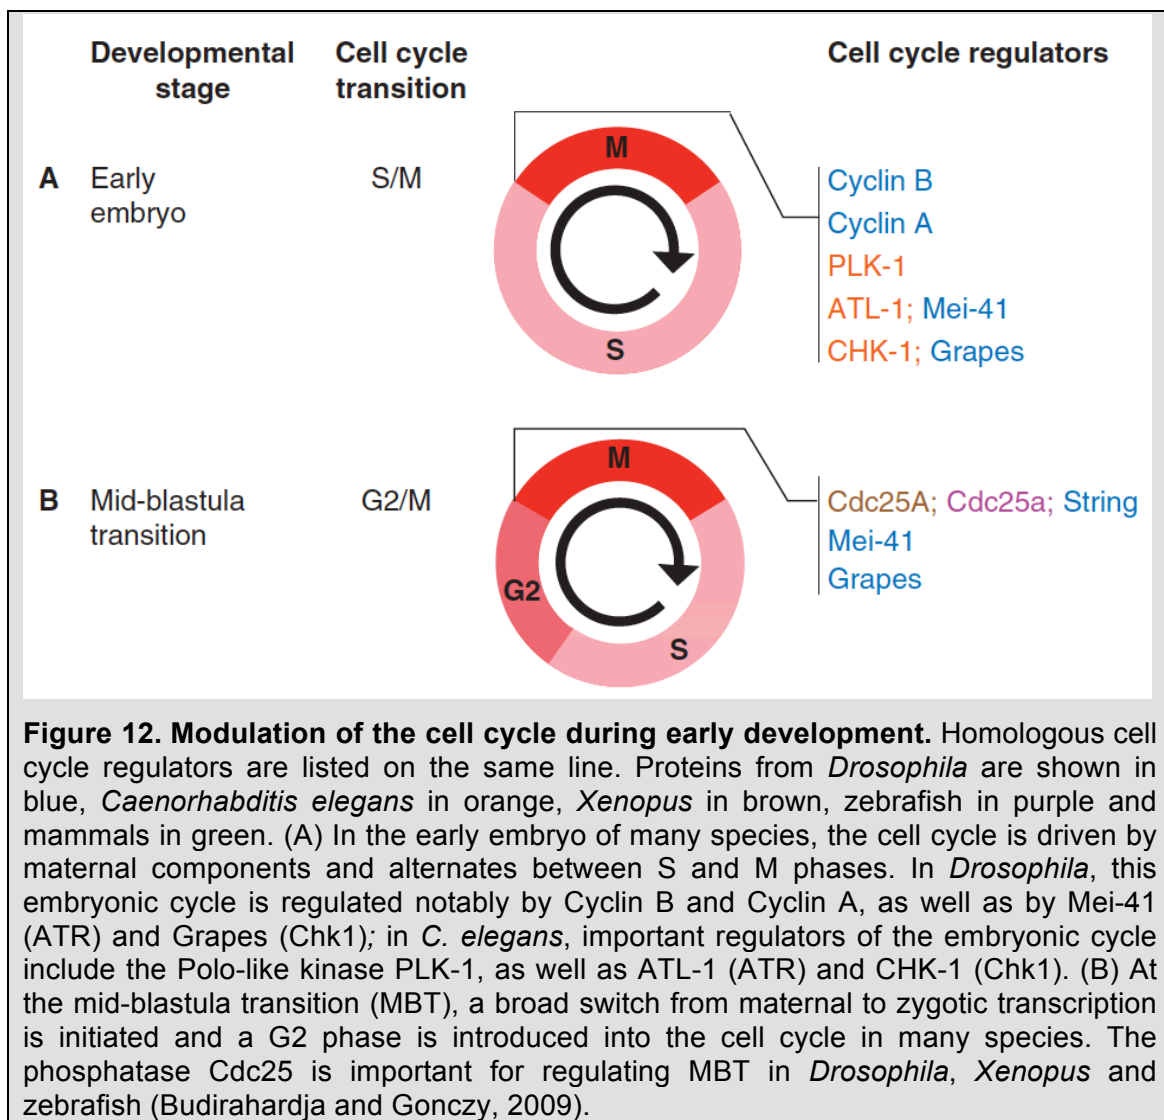 Developmental stage
Cell cycle transition
Cell cycle regulators
A Early embryo
S/M
M
S
Cyclin B
Cyclin A
PLK-1
ATL-1; Mei-41
CHK-1; Grapes
B Mid-blastula transition
G2/M
M
G2
S
Cdc25A; Cdc25a; String
Mei-41
Grapes
Figure 12. Modulation of the cell cycle during early development. Homologous cell
cycle regulators are listed on the same line. Proteins from Drosophila are shown in
blue, Caenorhabditis elegans in orange, Xenopus in brown, zebrafish in purple and
mammals in green. (A) In the early embryo of many species, the cell cycle is driven by
maternal components and alternates between S and M phases. In Drosophila, this
embryonic cycle is regulated notably by Cyclin B and Cyclin A, as well as by Mei-41
(ATR) and Grapes (Chk1); in C. elegans, important regulators of the embryonic cycle
include the Polo-like kinase PLK-1, as well as ATL-1 (ATR) and CHK-1 (Chk1). (B) At
the mid-blastula transition (MBT), a broad switch from maternal to zygotic transcription
is initiated and a G2 phase is introduced into the cell cycle in many species. The
phosphatase Cdc25 is important for regulating MBT in Drosophila, Xenopus and
zebrafish (Budirahardja and Gonczy, 2009).